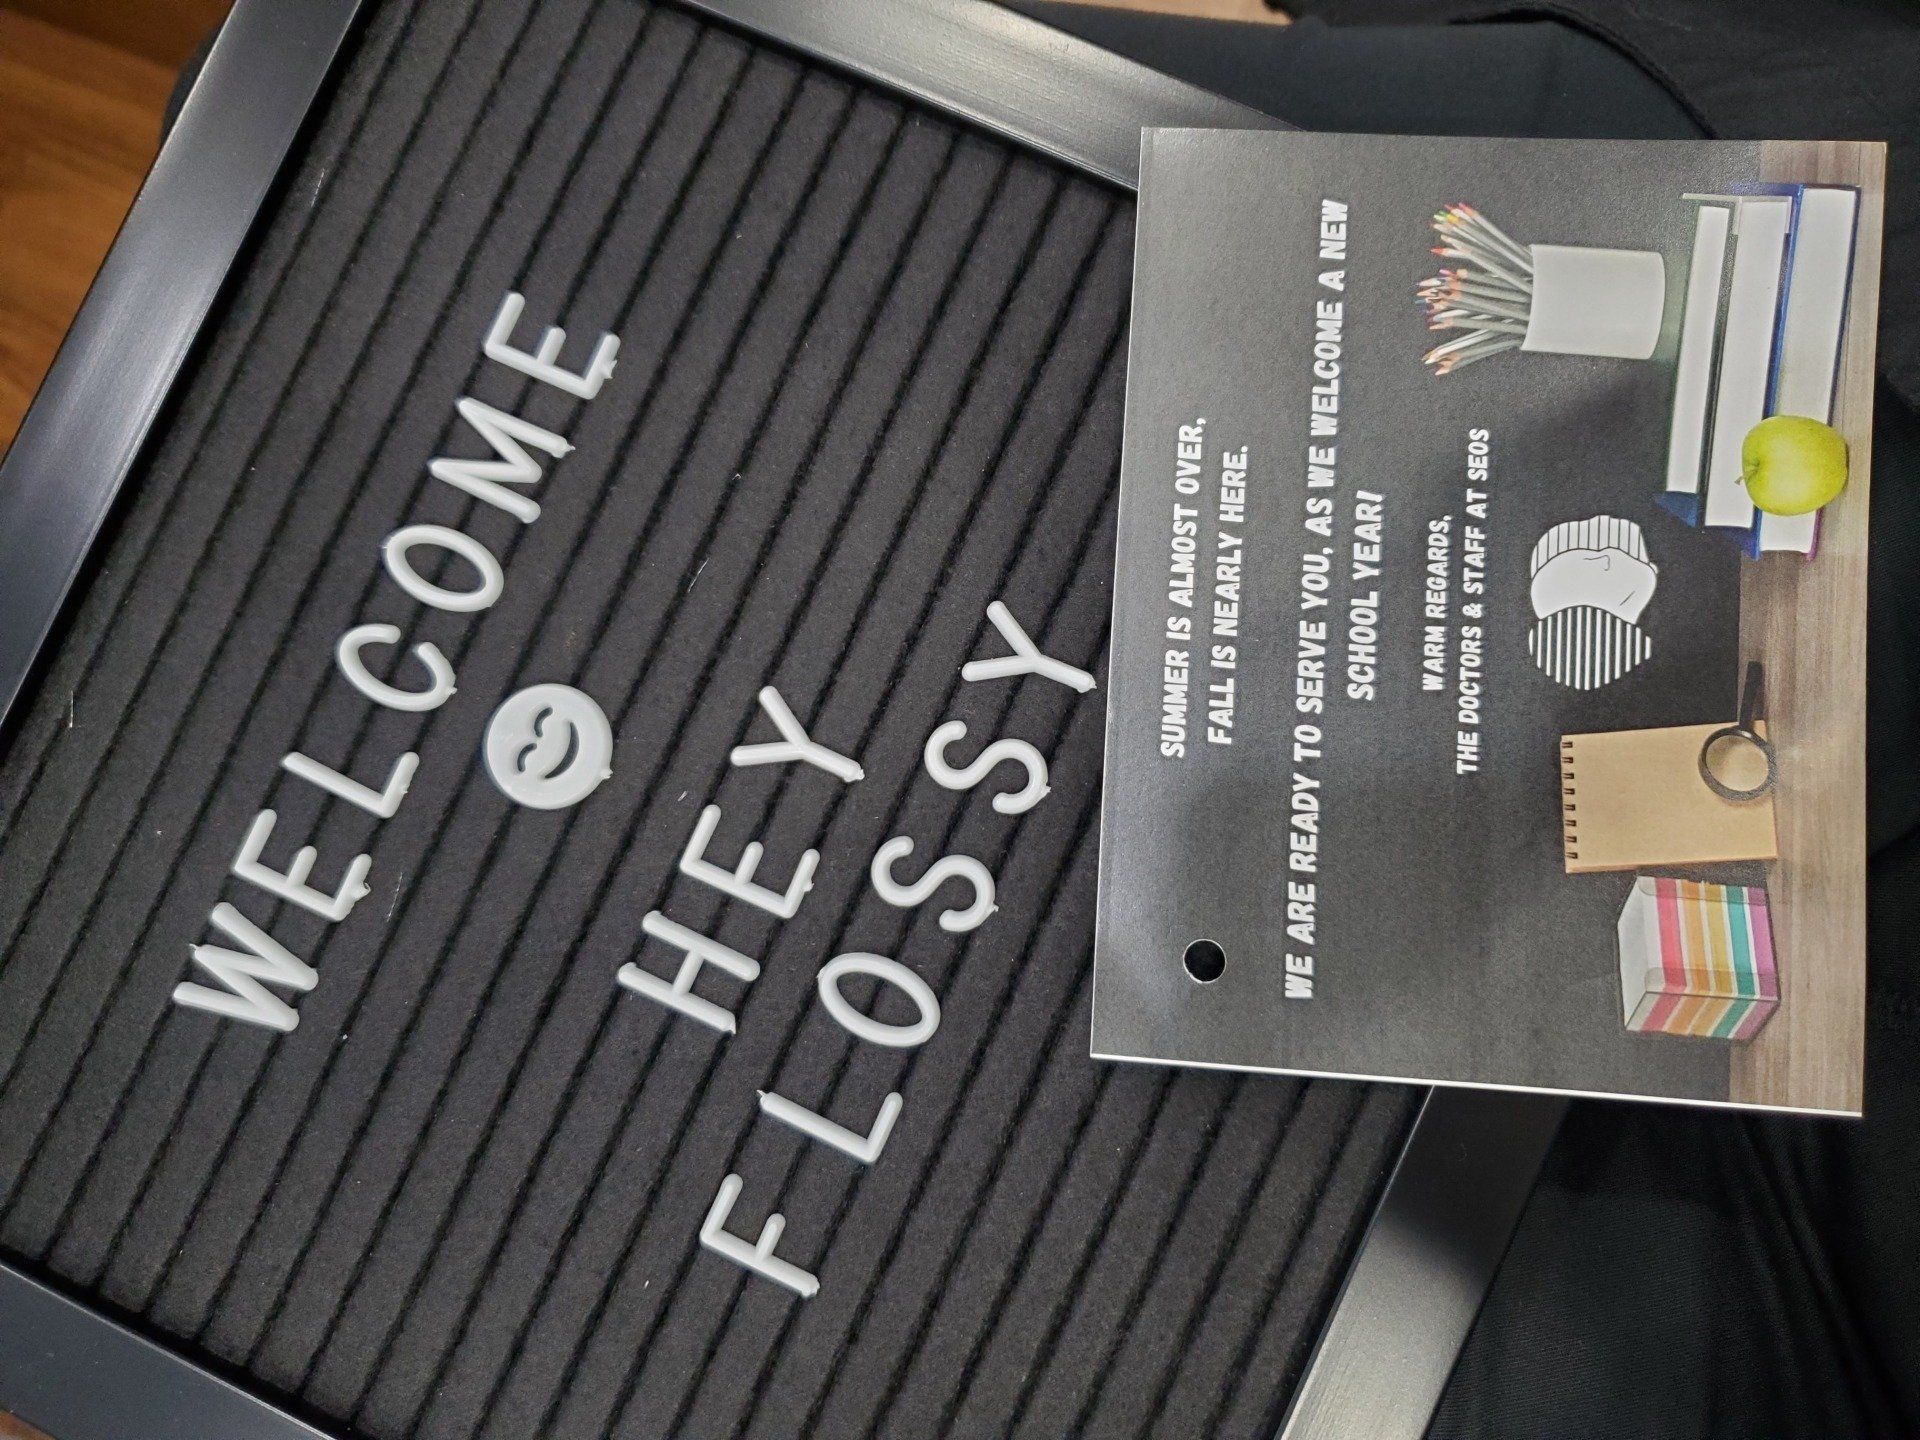 WELCOME
HEY
FLOSSY
SUMMER IS ALMOST OVER,
FALL IS NEARLY HERE.
WE ARE READY TO SERVE YOU, AS WE WELCOME A NEW
SCHOOL YEAR!
WARM REGARDS,
THE DOCTORS & STAFF AT SEOS